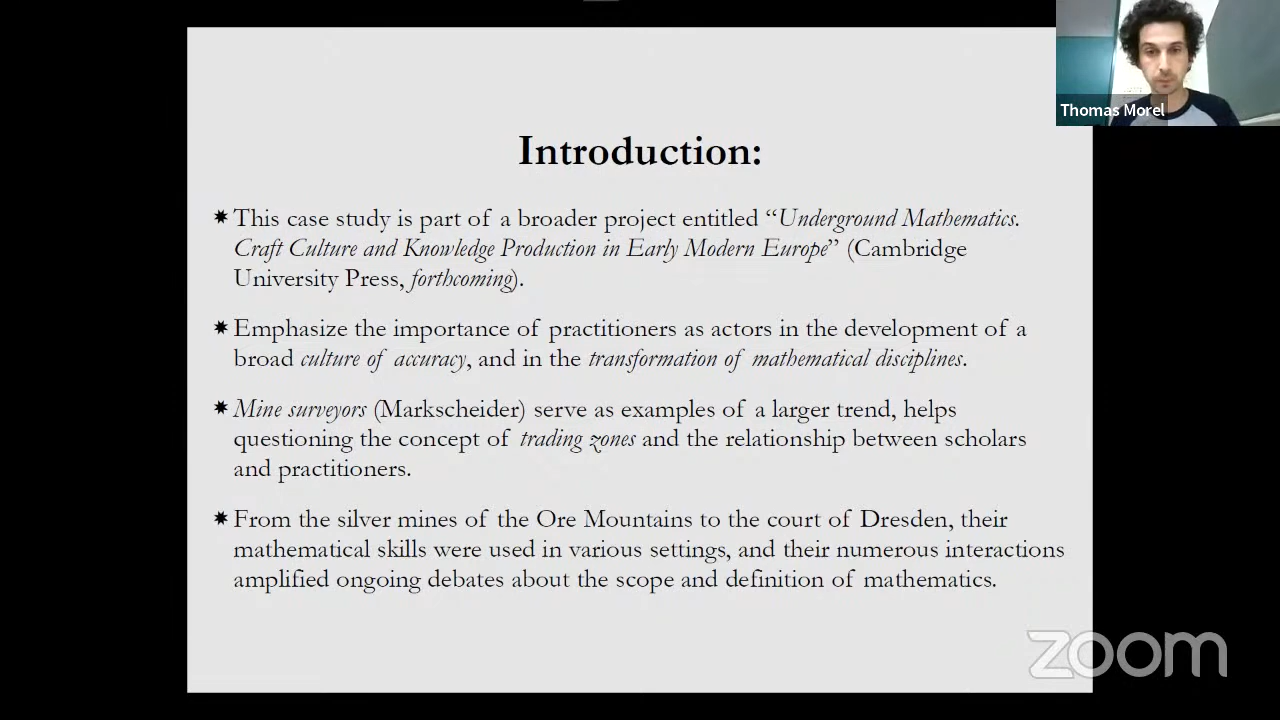 Thomas Morel
Introduction:
This case study is part of a broader project entitled “Underground Mathematics.
Craft Culture and Knowledge Production in Early Modern Europe” (Cambridge
University Press, forthcoming).
Emphasize the importance of practitioners as actors in the development of a
broad culture of accuracy, and in the transformation of mathematical disciplines.
Mine surveyors (Markscheider) serve as examples of a larger trend, helps
questioning the concept of trading zones and the relationship between scholars
and practitioners.
From the silver mines of the Ore Mountains to the court of Dresden, their
mathematical skills were used in various settings, and their numerous interactions
amplified ongoing debates about the scope and definition of mathematics.
zoom